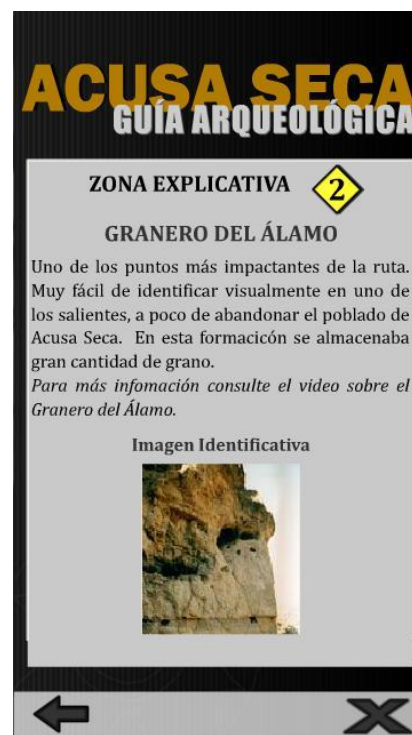 ACUSA SECA
GUÍA ARQUEOLÓGICA
ZONA EXPLICATIVA 2
GRANERO DEL ÁLAMO
Uno de los puntos más impactantes de la ruta.
Muy fácil de identificar visualmente en uno de
los salientes, a poco de abandonar el poblado de
Acusa Seca. En esta formacicón se almacenaba
gran cantidad de grano.
Para más infomación consulte el video sobre el
Granero del Álamo.
Imagen Identificativa